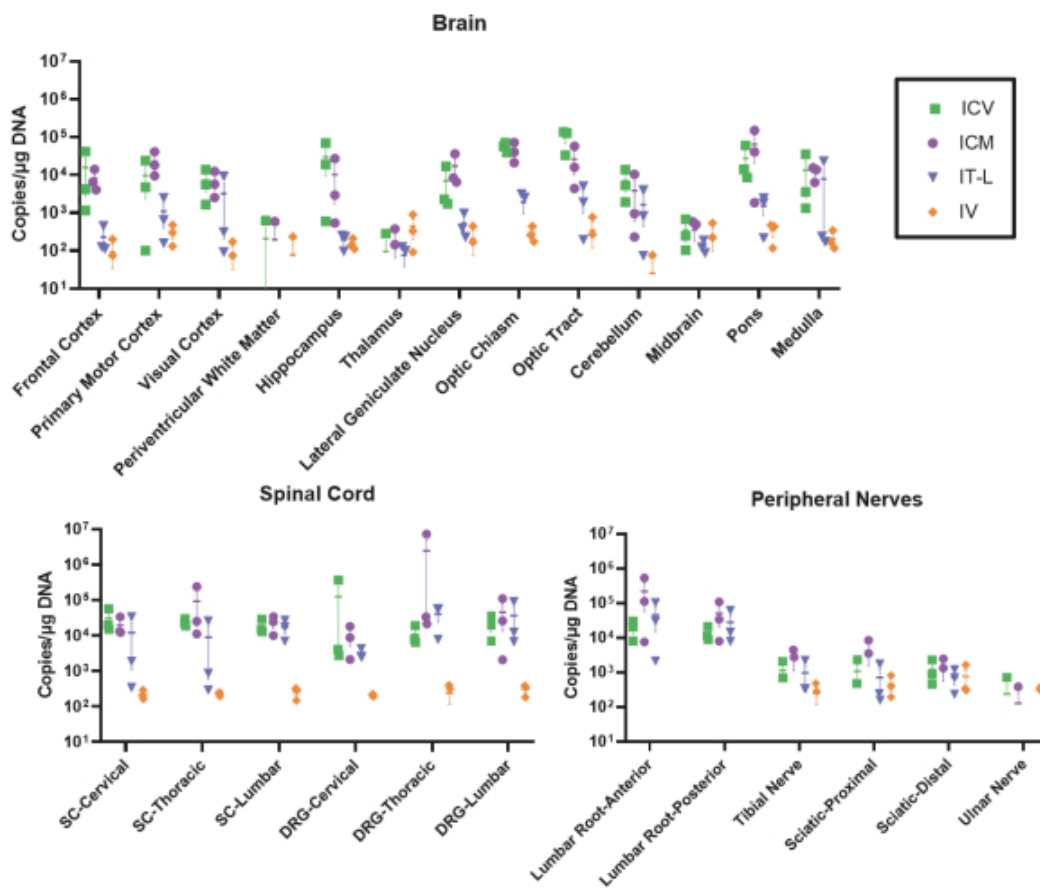 Brain
Copies/µg DNA
10⁷
10⁶
10⁵
10⁴
10³
10²
10¹
Frontal Cortex
Primary Motor Cortex
Visual Cortex
Periventricular White Matter
Hippocampus
Thalamus
Lateral Geniculate Nucleus
Optic Chiasm
Optic Tract
Cerebellum
Midbrain
Pons
Medulla
ICV
ICM
IT-L
IV
Spinal Cord
Copies/µg DNA
10⁷
10⁶
10⁵
10⁴
10³
10²
10¹
SC-Cervical
SC-Thoracic
SC-Lumbar
DRG-Cervical
DRG-Thoracic
DRG-Lumbar
Peripheral Nerves
Copies/µg DNA
10⁷
10⁶
10⁵
10⁴
10³
10²
10¹
Lumbar Root-Anterior
Lumbar Root-Posterior
Tibial Nerve
Sciatic-Proximal
Sciatic-Distal
Ulnar Nerve